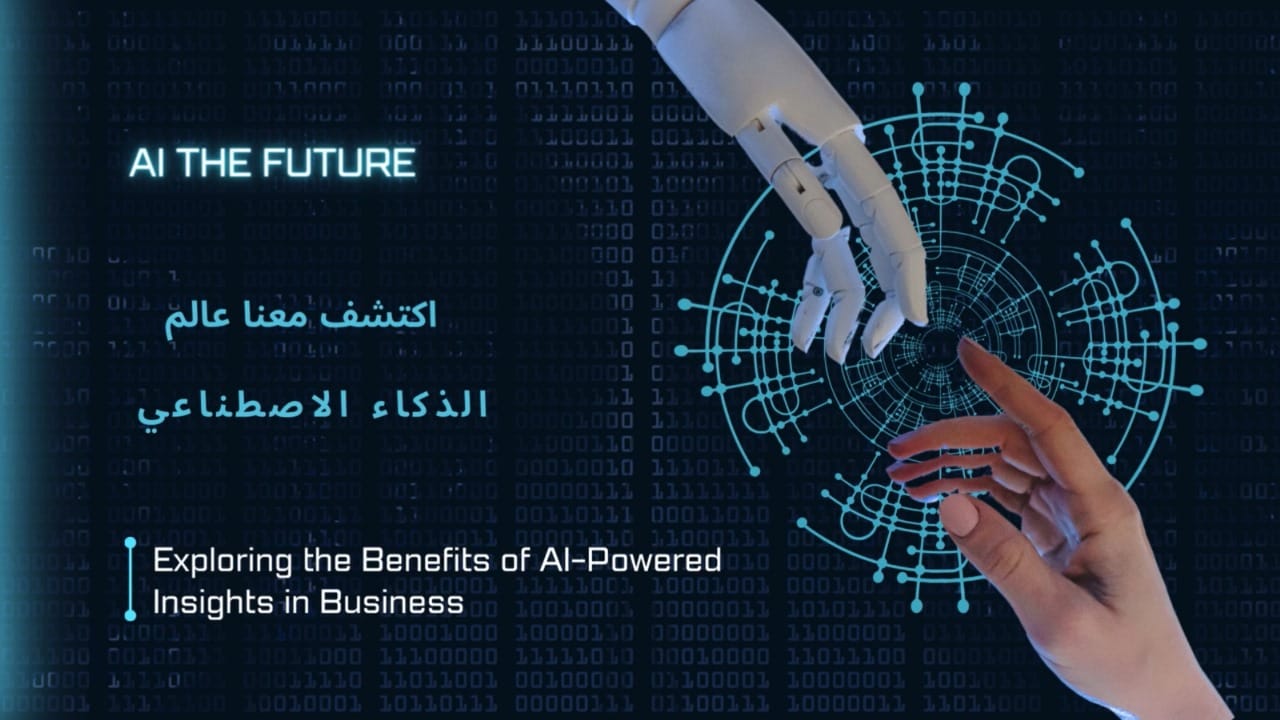 AI THE FUTURE
اكتشف معنا عالم
الذكاء الاصطناعي
Exploring the Benefits of AI-Powered
Insights in Business